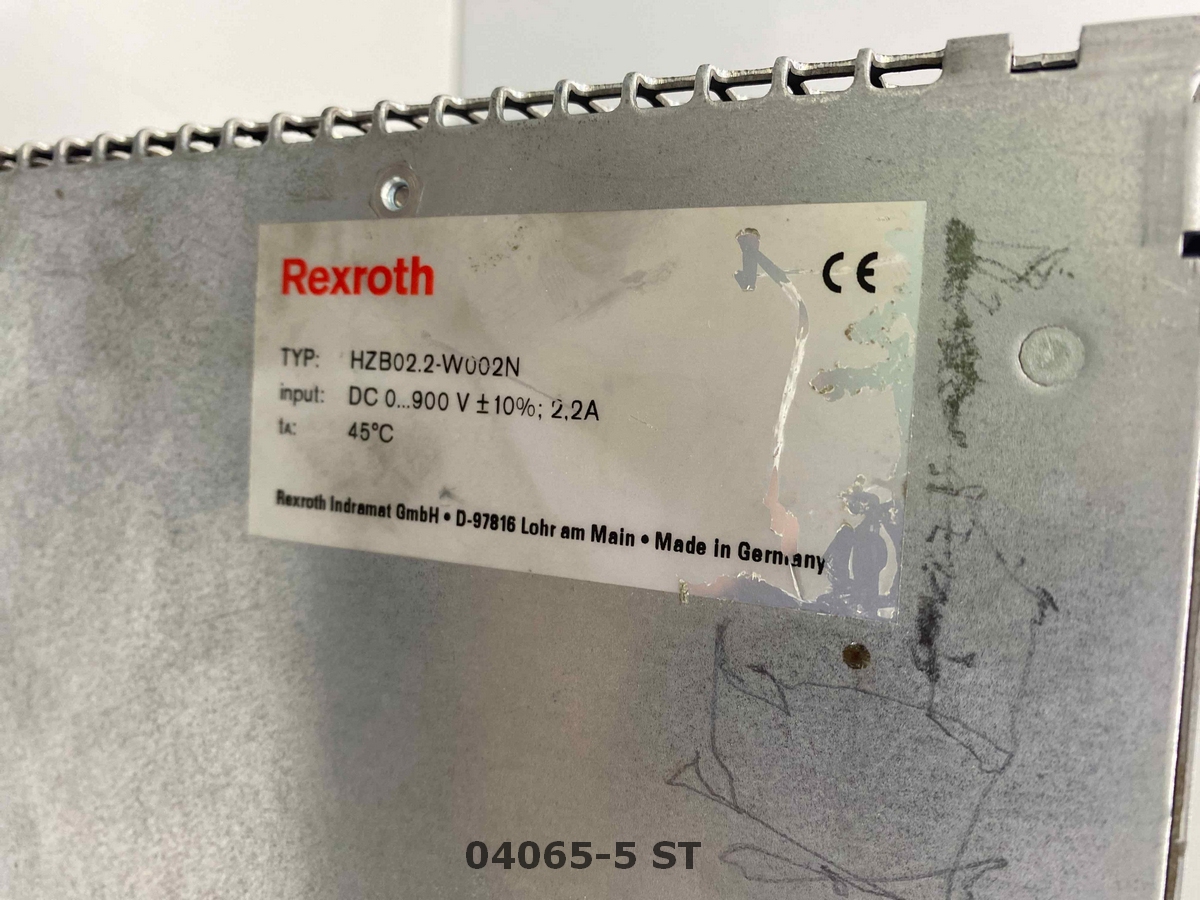 Rexroth
CE
TYP: HZB02.2-W002N
input: DC 0...900 V ±10%; 2,2A
tA: 45°C
Rexroth Indramat GmbH • D-97816 Lohr am Main • Made in Germany
04065-5 ST